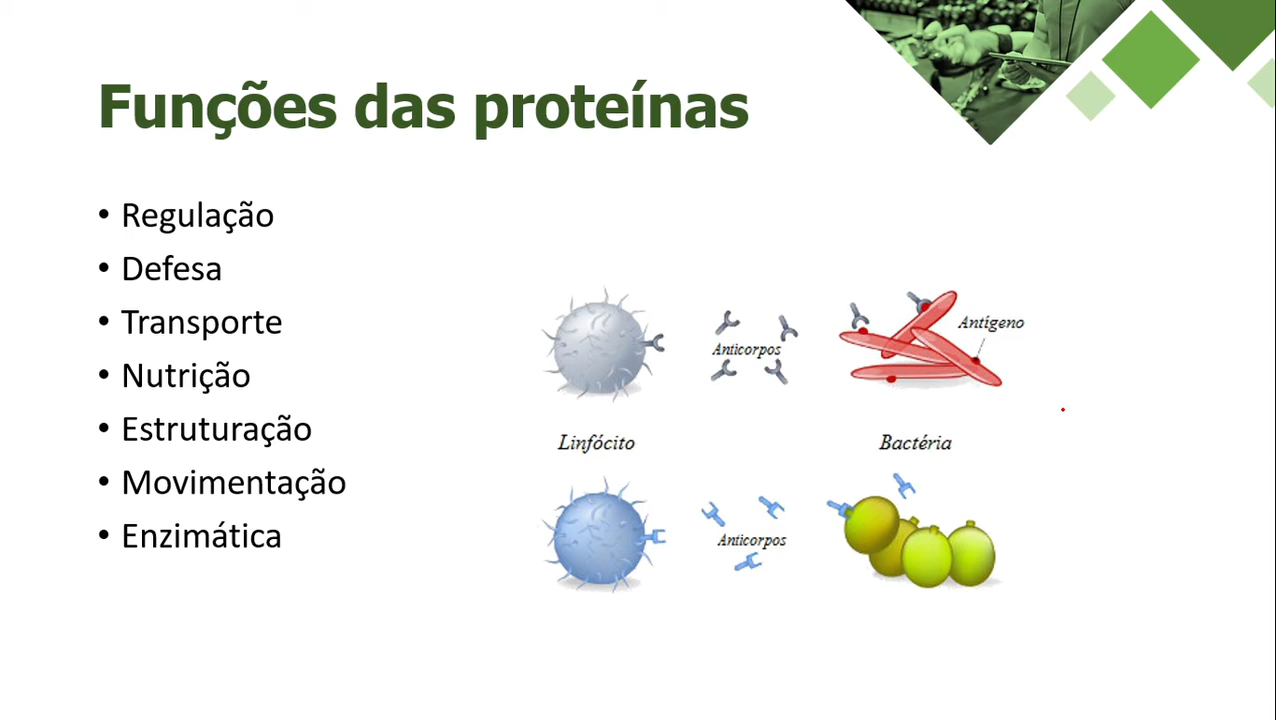 Funções das proteínas
• Regulação
• Defesa
• Transporte
• Nutrição
• Estruturação
• Movimentação
• Enzimática
Antígeno
Anticorpos
Linfócito
Bactéria
Anticorpos